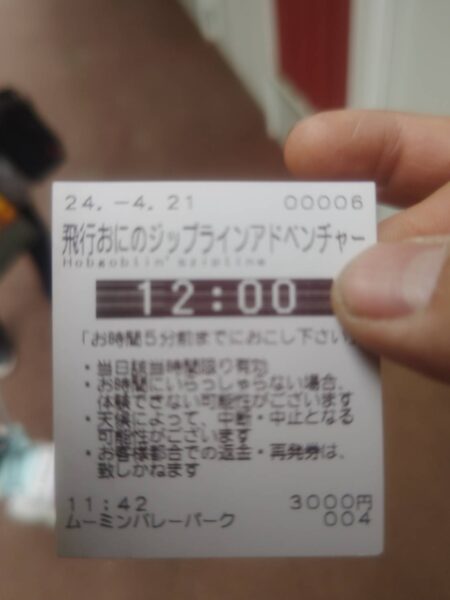 24.-4.21 00006
飛行おにのジップラインアドベンチャー
Hobgoblin' zipline
12:00
「お時間5分前までにおこし下さい」
・当日該当時間限り有効
・お時間にいらっしゃらない場合、
体験できない可能性がございます
・天候によって、中断・中止となる
可能性がございます
・お客様都合での返金・再発券は、
致しかねます
11:42 3000円
ムーミンバレーパーク 004